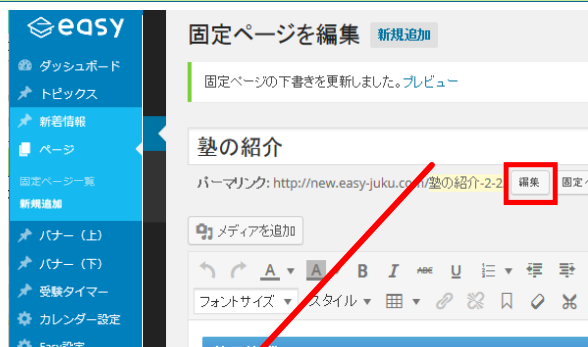 easy
ダッシュボード
トピックス
新着情報
ページ
固定ページ一覧
新規追加
バナー（上）
バナー（下）
受験タイマー
カレンダー設定
固定ページを編集 新規追加
固定ページの下書きを更新しました。プレビュー
塾の紹介
パーマリンク: http://new.easy-juku.com/塾の紹介-2-2 編集 固定ペ
メディアを追加
A A B I ABC U
フォントサイズ スタイル